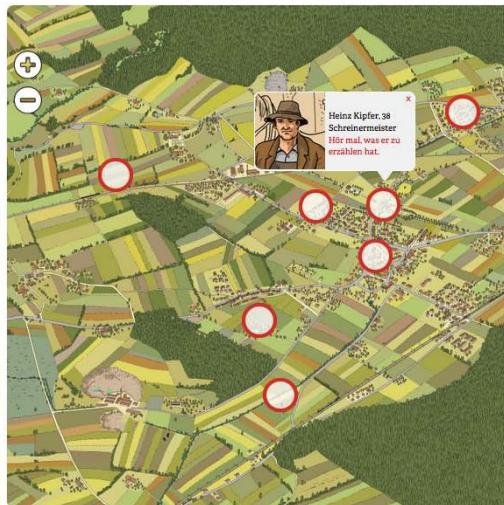 x
Heinz Kipfer, 38
Schreinermeister
Hör mal, was er zu
erzählen hat.